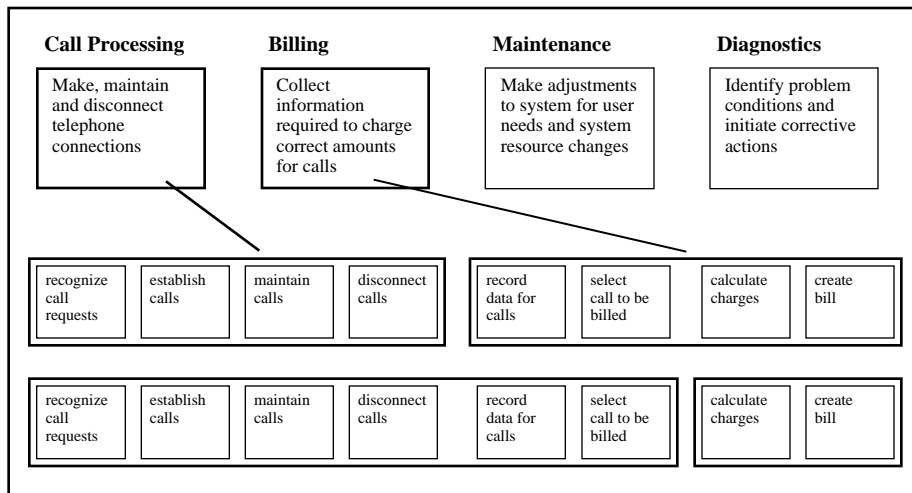 Call Processing
Billing
Maintenance
Diagnostics
Make, maintain
and disconnect
telephone
connections
Collect
information
required to charge
correct amounts
for calls
Make adjustments
to system for user
needs and system
resource changes
Identify problem
conditions and
initiate corrective
actions
recognize
call
requests
establish
calls
maintain
calls
disconnect
calls
record
data for
calls
select
call to be
billed
calculate
charges
create
bill
recognize
call
requests
establish
calls
maintain
calls
disconnect
calls
record
data for
calls
select
call to be
billed
calculate
charges
create
bill